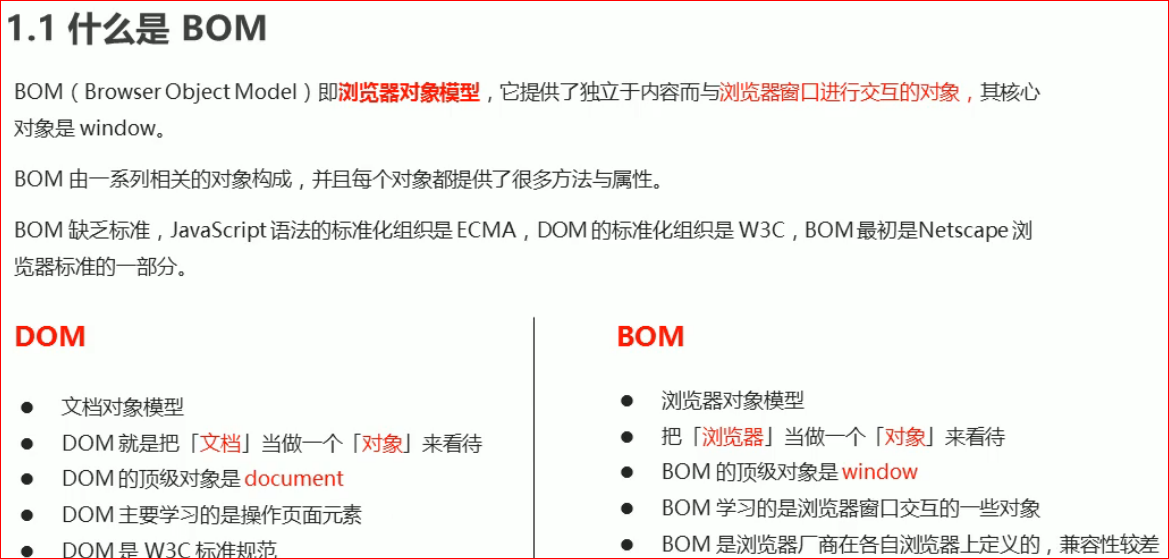 1.1 什么是 BOM
BOM（Browser Object Model）即浏览器对象模型，它提供了独立于内容而与浏览器窗口进行交互的对象，其核心
对象是 window。
BOM 由一系列相关的对象构成，并且每个对象都提供了很多方法与属性。
BOM 缺乏标准，JavaScript 语法的标准化组织是 ECMA，DOM 的标准化组织是 W3C，BOM 最初是Netscape 浏
览器标准的一部分。
DOM
● 文档对象模型
● DOM 就是把「文档」当做一个「对象」来看待
● DOM 的顶级对象是 document
● DOM 主要学习的是操作页面元素
● DOM 是 W3C 标准规范
BOM
● 浏览器对象模型
● 把「浏览器」当做一个「对象」来看待
● BOM 的顶级对象是 window
● BOM 学习的是浏览器窗口交互的一些对象
● BOM 是浏览器厂商在各自浏览器上定义的，兼容性较差